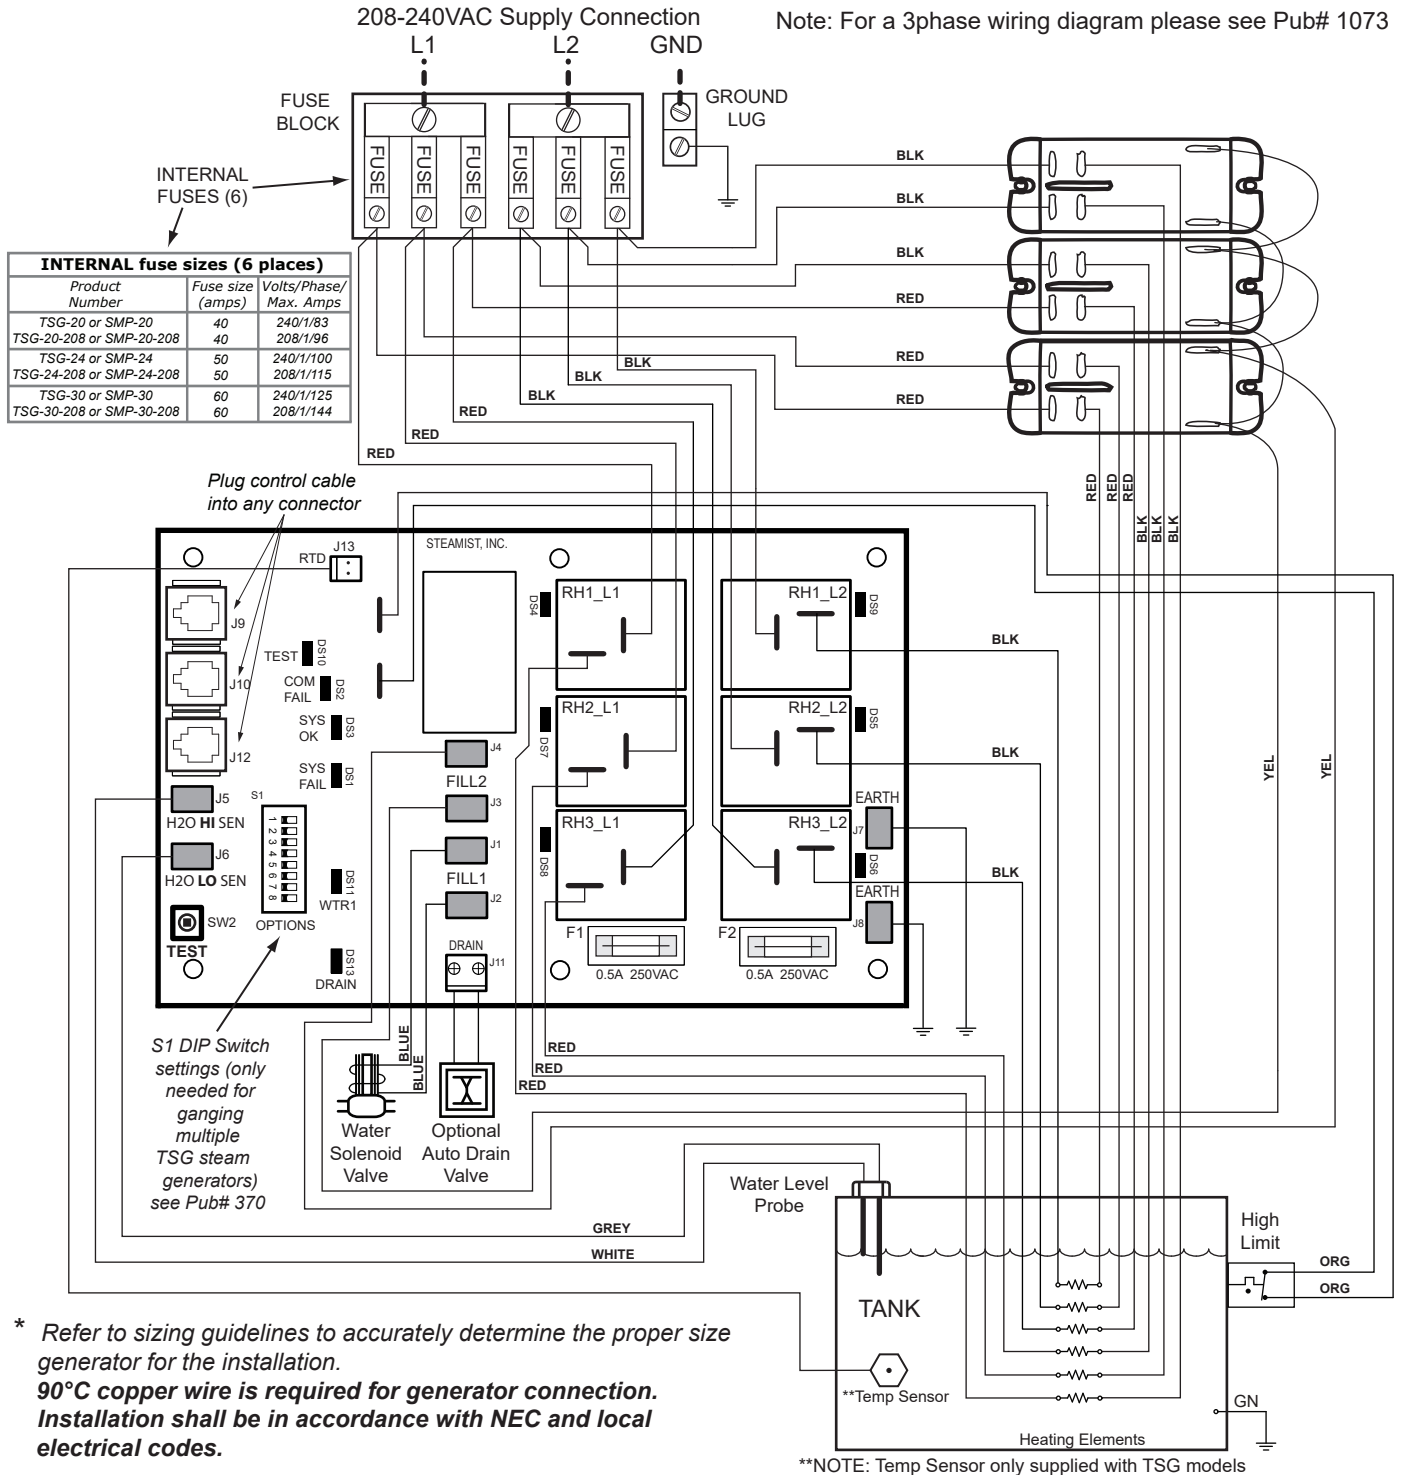 208-240VAC Supply Connection
Note: For a 3phase wiring diagram please see Pub# 1073
L1
L2
GND
FUSE
BLOCK
GROUND
LUG
FUSE
FUSE
FUSE
FUSE
FUSE
FUSE
INTERNAL
FUSES (6)
INTERNAL fuse sizes (6 places)
Product Number
Fuse size (amps)
Volts/Phase/ Max. Amps
TSG-20 or SMP-20 40 240/1/83
TSG-20-208 or SMP-20-208 40 208/1/96
TSG-24 or SMP-24 50 240/1/100
TSG-24-208 or SMP-24-208 50 208/1/115
TSG-30 or SMP-30 60 240/1/125
TSG-30-208 or SMP-30-208 60 208/1/144
BLK
BLK
BLK
RED
RED
RED
BLK
BLK
BLK
RED
RED
RED
RED
RED
RED
BLK
BLK
BLK
Plug control cable
into any connector
STEAMIST, INC.
J13
RTD
J9
J10
J12
TEST
DS10
COM
FAIL
DS2
SYS
OK
DS3
SYS
FAIL
DS1
J5
H2O HI SEN
J6
H2O LO SEN
S1
1
2
3
4
5
6
7
8
OPTIONS
SW2
TEST
DS11
WTR1
DS13
DRAIN
J4
FILL2
J3
J1
FILL1
J2
DRAIN
J11
DS4
RH1_L1
RH1_L2
DS9
DS7
RH2_L1
RH2_L2
DS5
DS8
RH3_L1
RH3_L2
EARTH
J7
DS6
EARTH
J8
F1
0.5A 250VAC
F2
0.5A 250VAC
BLK
BLK
BLK
YEL
YEL
S1 DIP Switch
settings (only
needed for
ganging
multiple
TSG steam
generators)
see Pub# 370
BLUE
BLUE
Water
Solenoid
Valve
Optional
Auto Drain
Valve
RED
RED
RED
GREY
WHITE
Water Level
Probe
TANK
**Temp Sensor
Heating Elements
High
Limit
ORG
ORG
GN
* Refer to sizing guidelines to accurately determine the proper size
generator for the installation.
90°C copper wire is required for generator connection.
Installation shall be in accordance with NEC and local
electrical codes.
**NOTE: Temp Sensor only supplied with TSG models